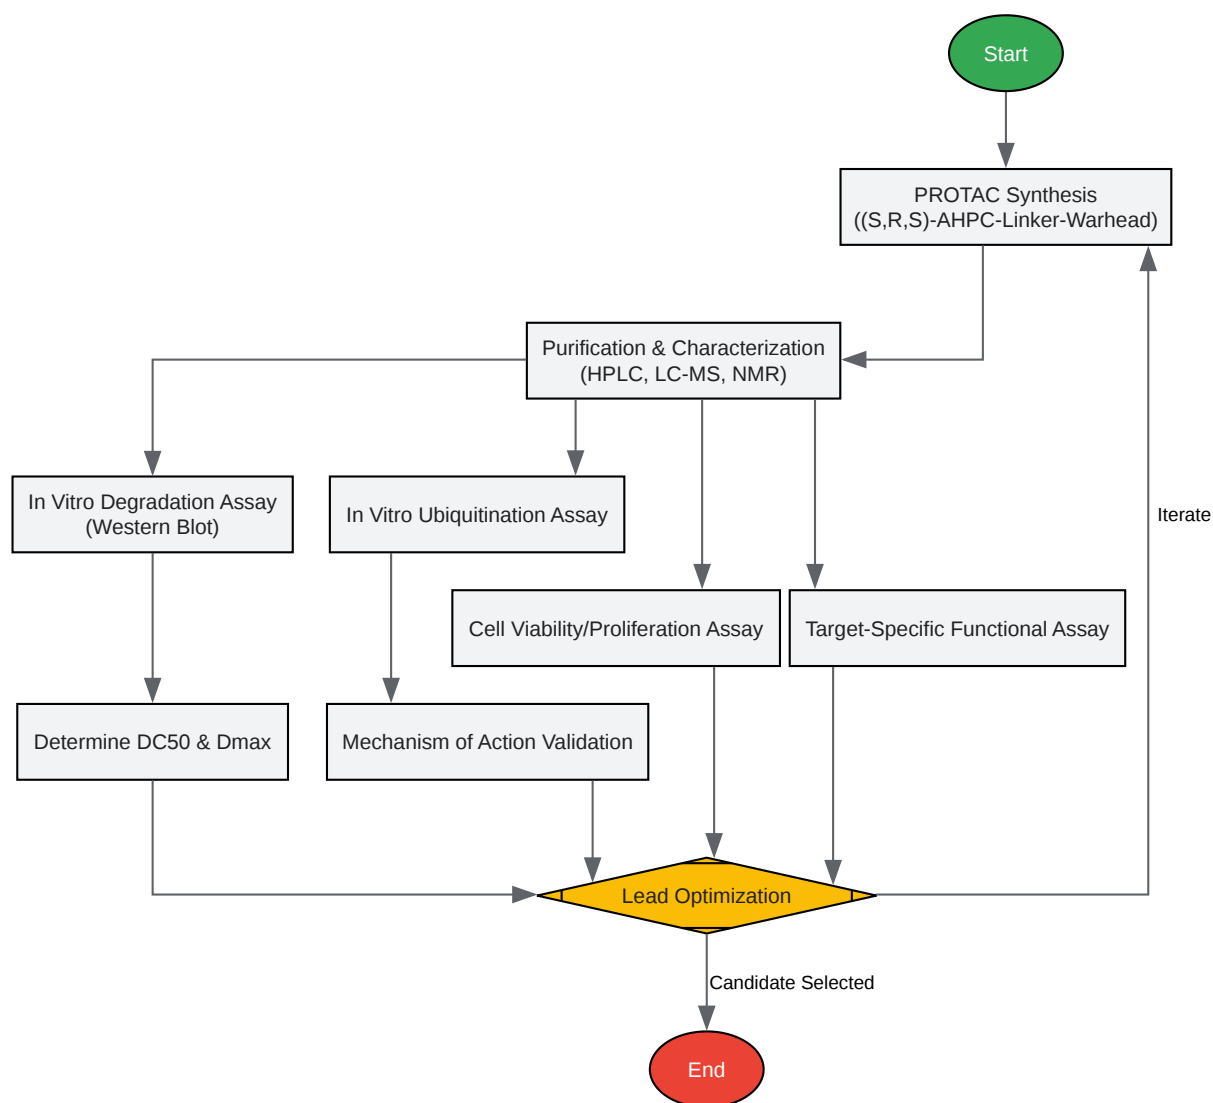 Start
PROTAC Synthesis
((S,R,S)-AHPC-Linker-Warhead)
Purification & Characterization
(HPLC, LC-MS, NMR)
In Vitro Degradation Assay
(Western Blot)
In Vitro Ubiquitination Assay
Iterate
Cell Viability/Proliferation Assay
Target-Specific Functional Assay
Determine DC50 & Dmax
Mechanism of Action Validation
Lead Optimization
Candidate Selected
End